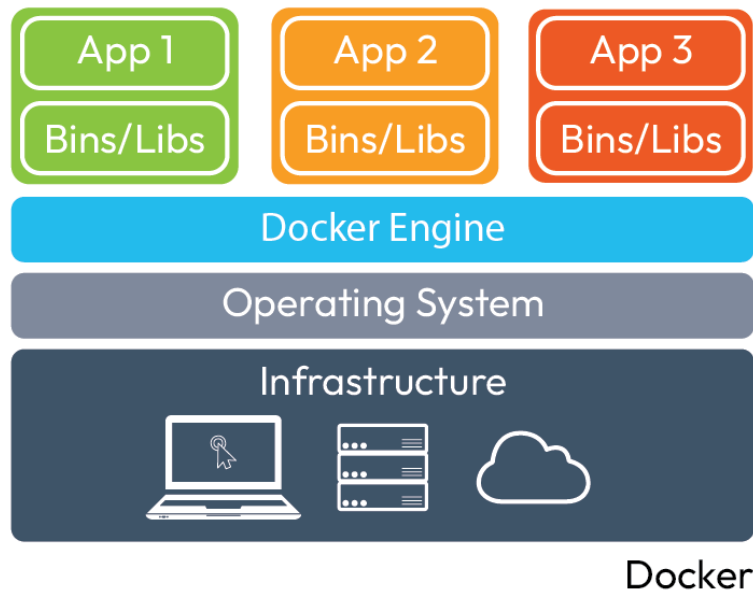 App 1
App 2
App 3
Bins/Libs
Bins/Libs
Bins/Libs
Docker Engine
Operating System
Infrastructure
Docker